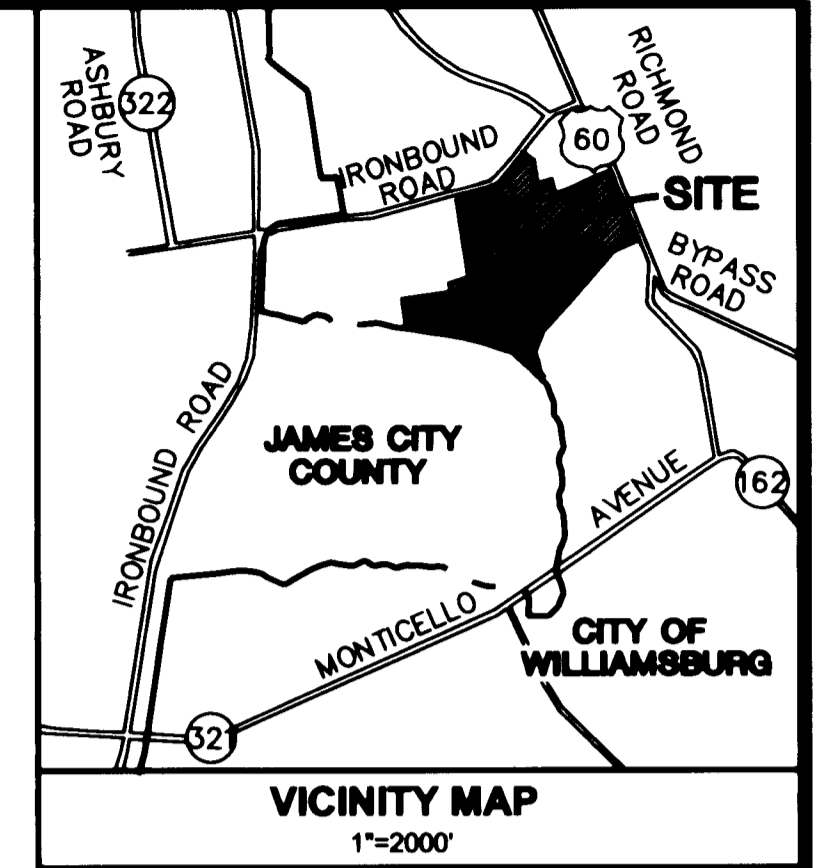 ASHBURY
ROAD
322
RICHMOND
ROAD
60
IRONBOUND
ROAD
SITE
BYPASS
ROAD
IRONBOUND ROAD
JAMES CITY
COUNTY
AVENUE
162
MONTICELLO
CITY OF
WILLIAMSBURG
321
VICINITY MAP
1"=2000'